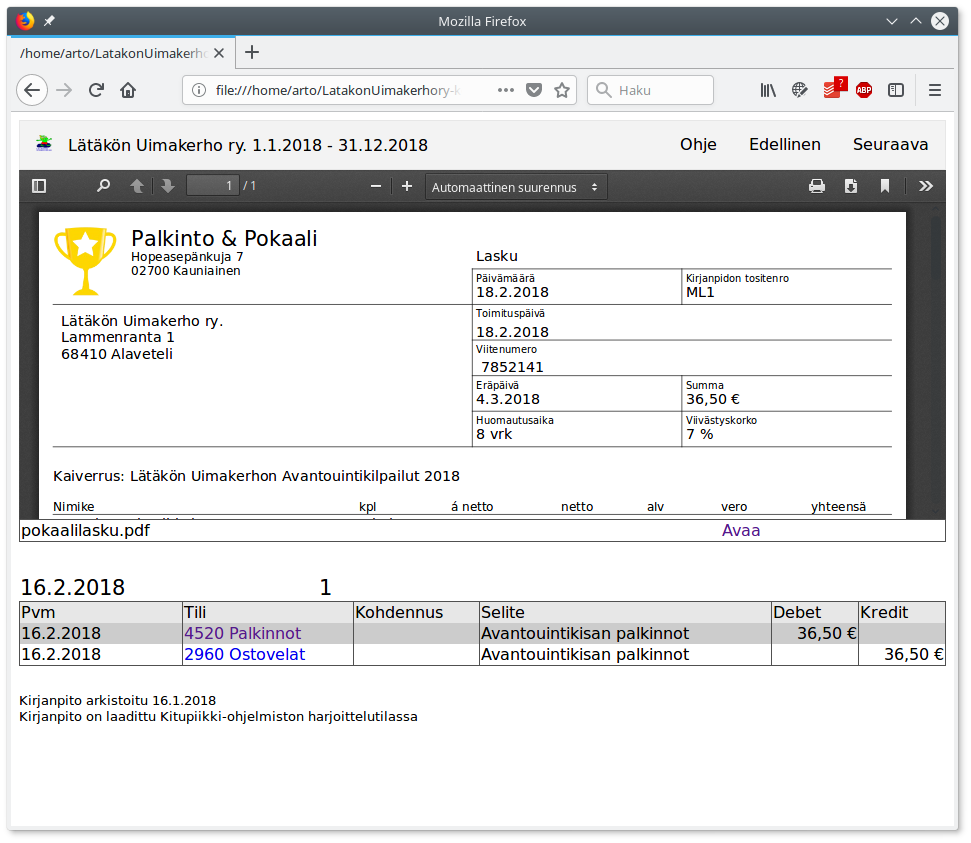 Mozilla Firefox
/home/arto/LatakonUimakerho
file:///home/arto/LatakonUimakerhory-k
Haku
?
ABP
Lätäkön Uimakerho ry. 1.1.2018 - 31.12.2018 Ohje Edellinen Seuraava
1 / 1 Automaattinen suurennus
Palkinto & Pokaali
Hopeasepänkuja 7
02700 Kauniainen
Lasku
Päivämäärä Kirjanpidon tositenro
18.2.2018 ML1
Lätäkön Uimakerho ry.
Lammenranta 1
68410 Alaveteli
Toimituspäivä
18.2.2018
Viitenumero
7852141
Eräpäivä Summa
4.3.2018 36,50 €
Huomautusaika Viivästyskorko
8 vrk 7 %
Kaiverrus: Lätäkön Uimakerhon Avantouintikilpailut 2018
Nimike kpl á netto netto alv vero yhteensä
pokaalilasku.pdf Avaa
16.2.2018 1
Pvm Tili Kohdennus Selite Debet Kredit
16.2.2018 4520 Palkinnot Avantouintikisan palkinnot 36,50 €
16.2.2018 2960 Ostovelat Avantouintikisan palkinnot 36,50 €
Kirjanpito arkistoitu 16.1.2018
Kirjanpito on laadittu Kitupiikki-ohjelmiston harjoittelutilassa